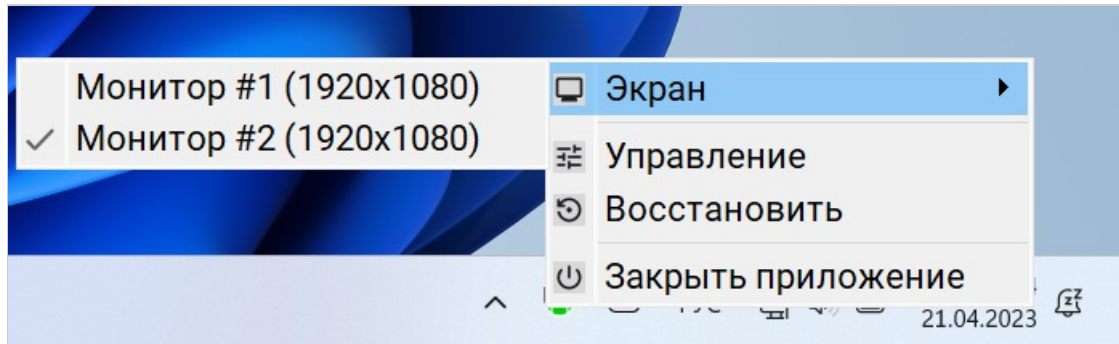 Монитор #1 (1920x1080)
Монитор #2 (1920x1080)
Экран
Управление
Восстановить
Закрыть приложение
21.04.2023